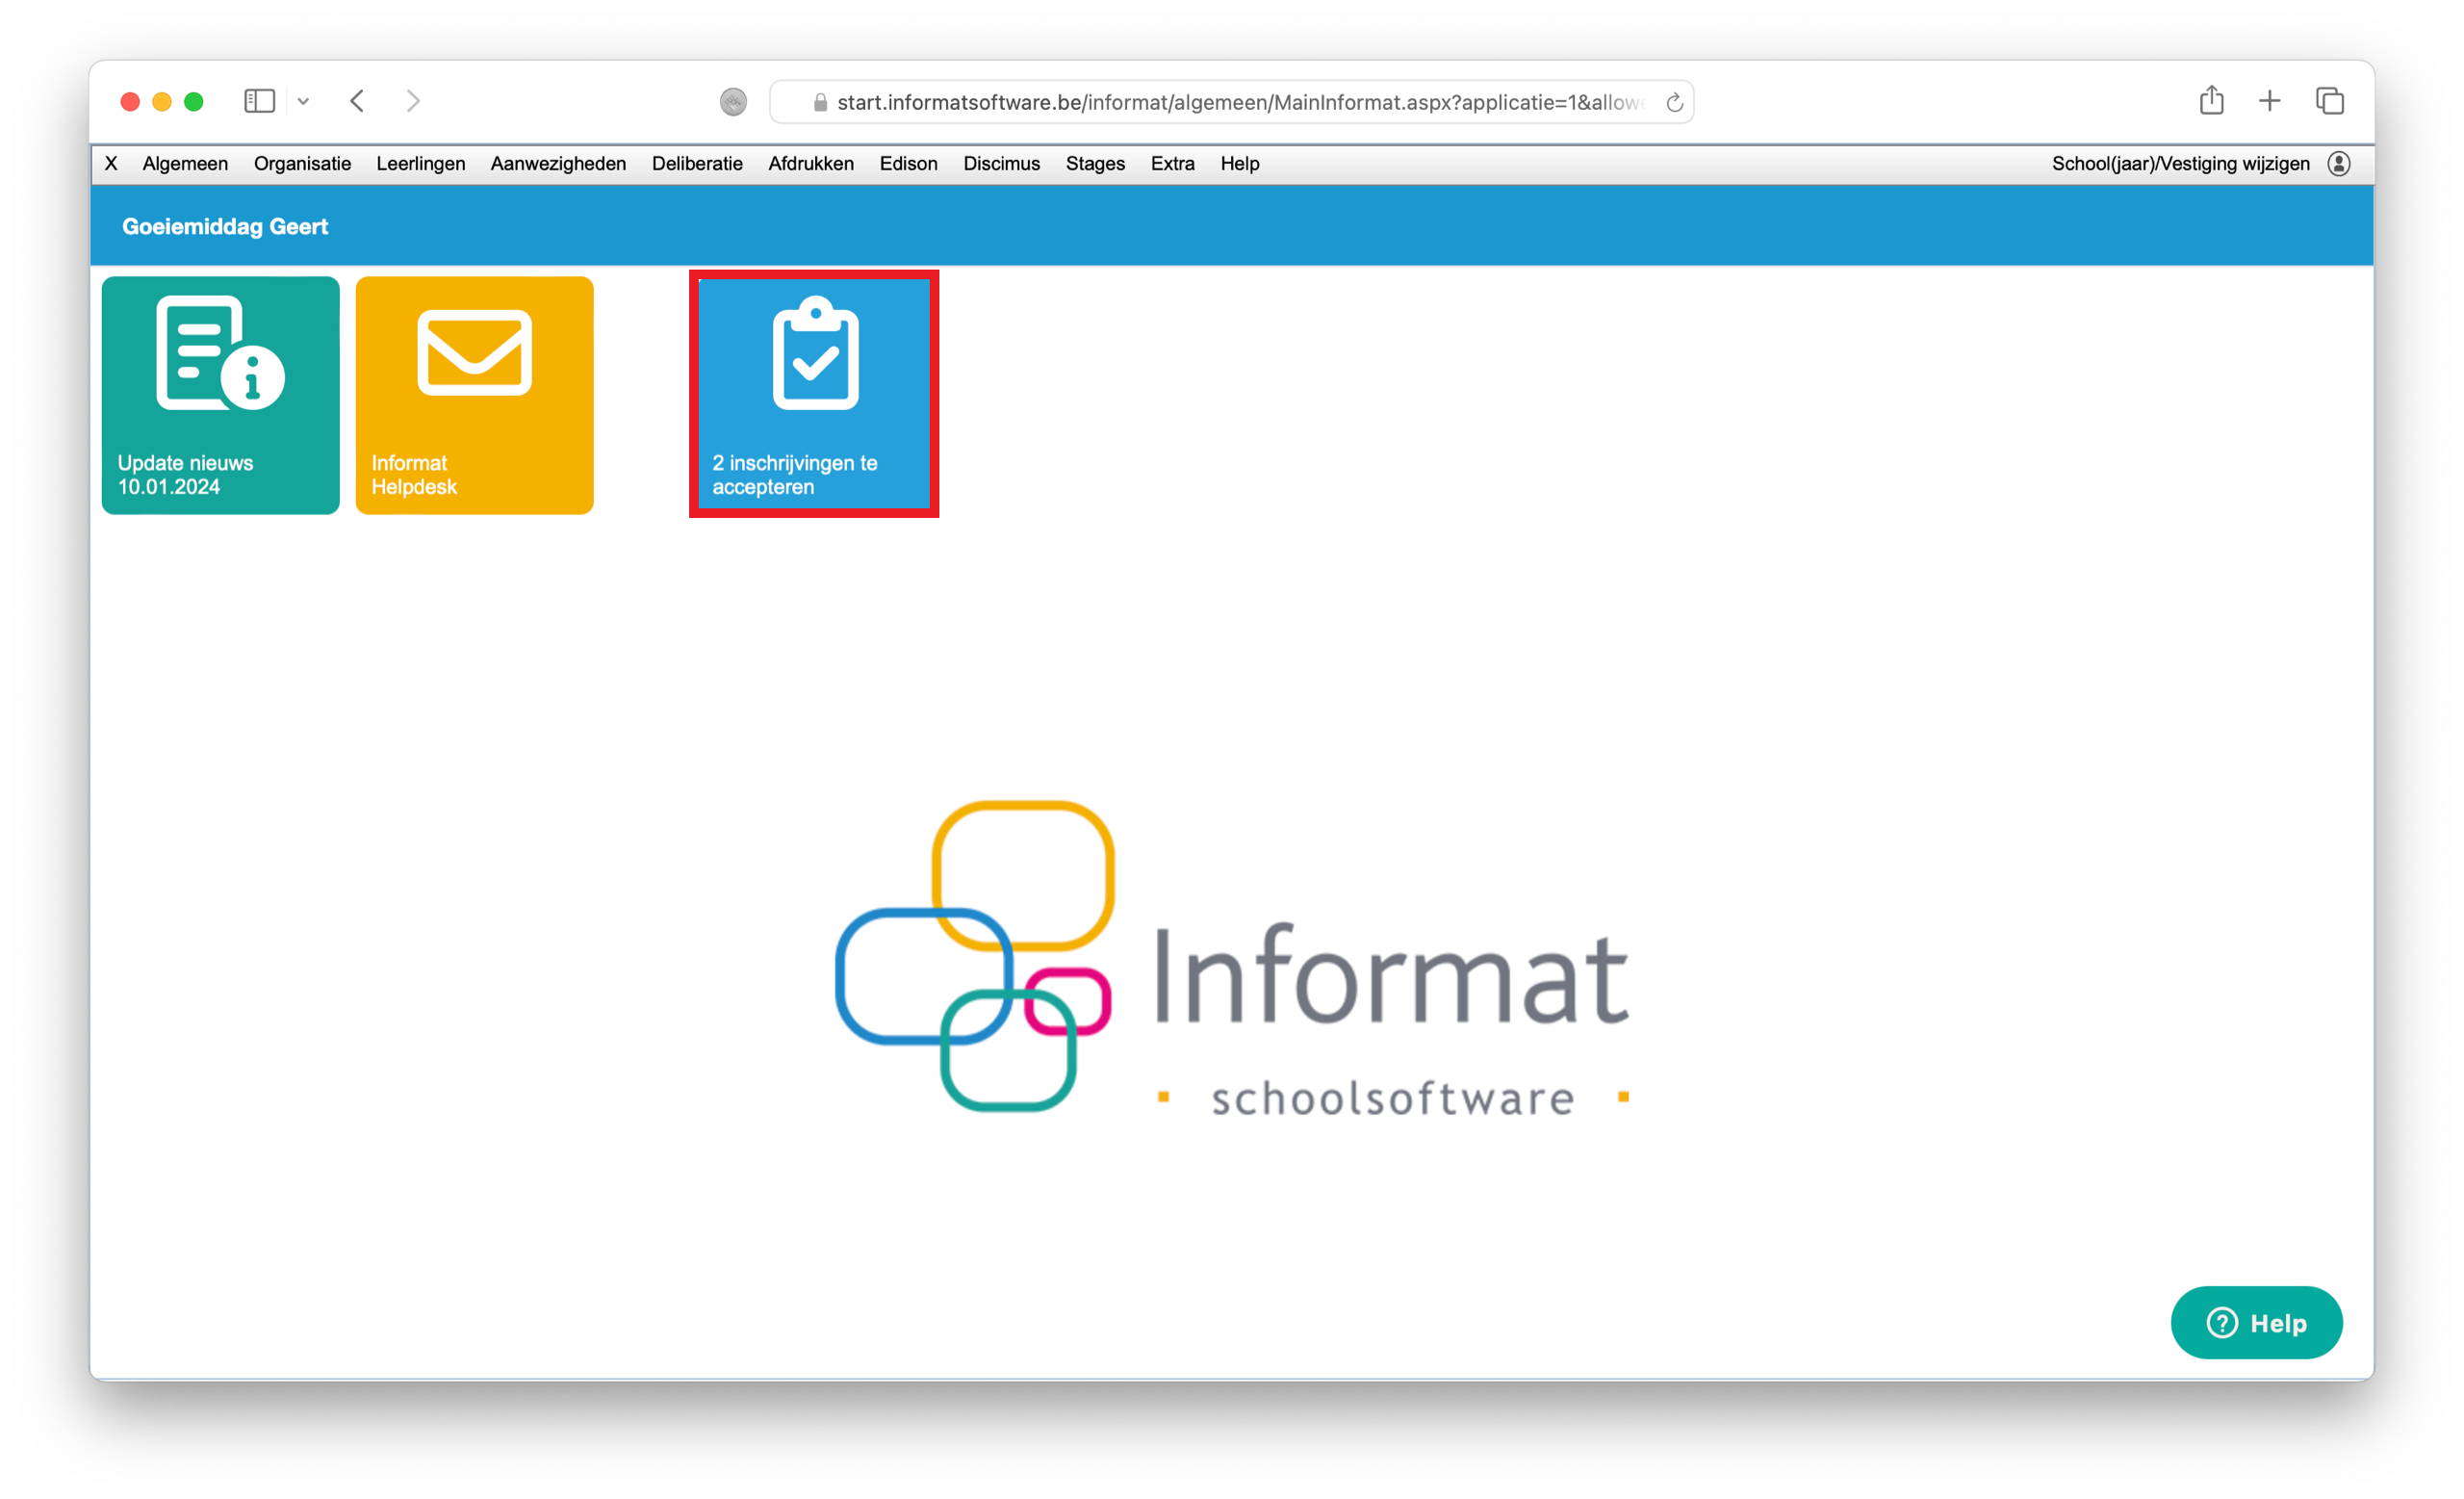 start.informatsoftware.be/informat/algemeen/MainInformat.aspx?applicatie=1&allow
X Algemeen Organisatie Leerlingen Aanwezigheden Deliberatie Afdrukken Edison Discimus Stages Extra Help School(jaar)/Vestiging wijzigen
Goeiemiddag Geert
Update nieuws
10.01.2024
Informat
Helpdesk
2 inschrijvingen te
accepteren
Informat
schoolsoftware
Help